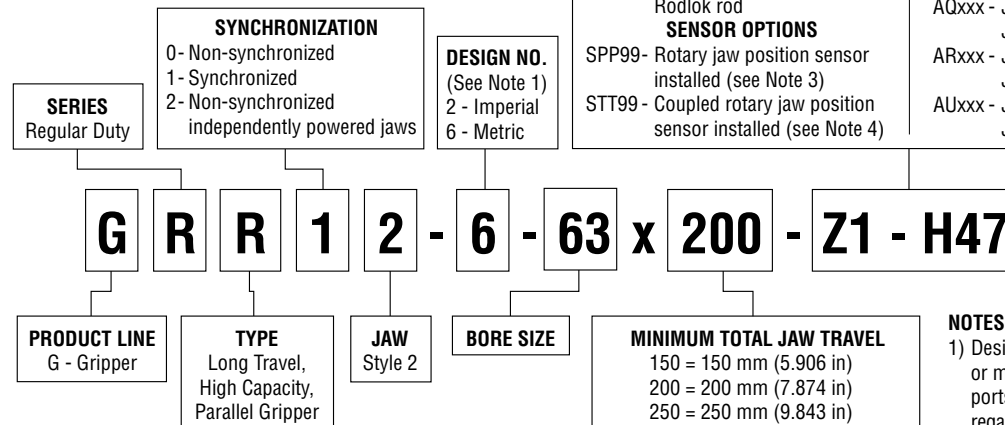 SYNCHRONIZATION
0- Non-synchronized
1- Synchronized
2- Non-synchronized
independently powered jaws
SERIES
Regular Duty
DESIGN NO.
(See Note 1)
2 - Imperial
6 - Metric
Rodlok rod
SENSOR OPTIONS
SPP99- Rotary jaw position sensor
installed (see Note 3)
STT99 - Coupled rotary jaw position
sensor installed (see Note 4)
AQxxx -
ARxxx -
AUxxx -
G R R 1 2 - 6 - 63 x 200 - Z1 - H47
PRODUCT LINE
G - Gripper
TYPE
Long Travel,
High Capacity,
Parallel Gripper
JAW
Style 2
BORE SIZE
MINIMUM TOTAL JAW TRAVEL
150 = 150 mm (5.906 in)
200 = 200 mm (7.874 in)
250 = 250 mm (9.843 in)
NOTES
1) Desi
or m
ports
rega